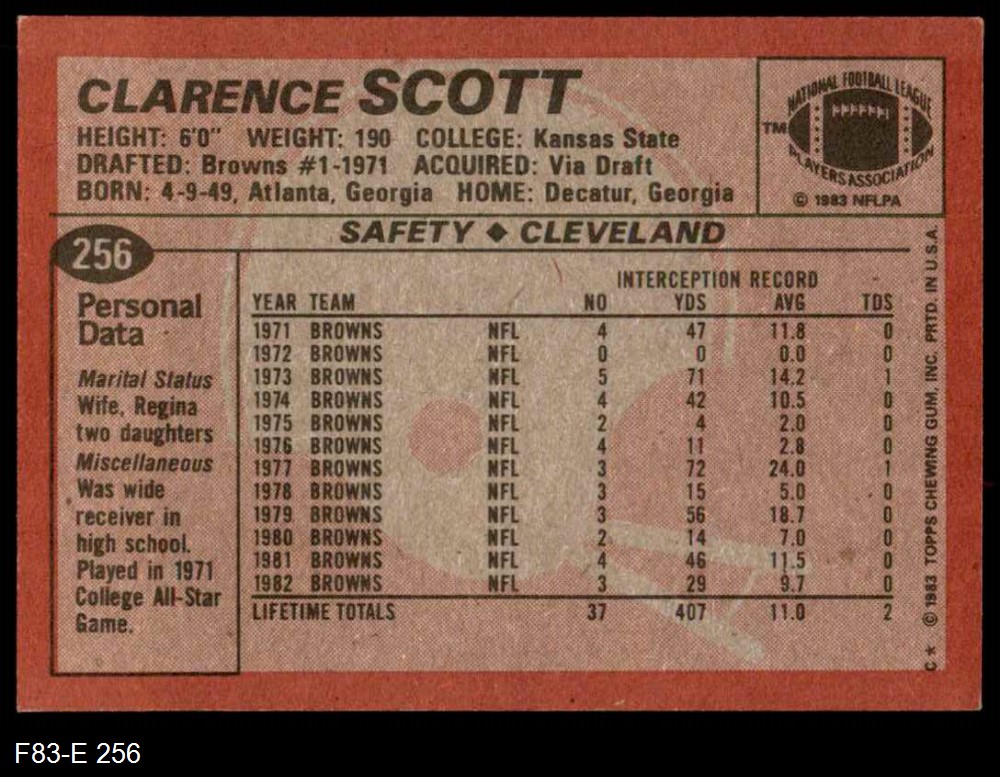 CLARENCE SCOTT
HEIGHT: 6'0" WEIGHT: 190 COLLEGE: Kansas State
DRAFTED: Browns #1-1971 ACQUIRED: Via Draft
BORN: 4-9-49, Atlanta, Georgia HOME: Decatur, Georgia
NATIONAL FOOTBALL LEAGUE
TM
PLAYERS ASSOCIATION
© 1983 NFLPA
SAFETY ♦ CLEVELAND
256
Personal
Data
Marital Status
Wife, Regina
two daughters
Miscellaneous
Was wide
receiver in
high school.
Played in 1971
College All-Star
Game.
INTERCEPTION RECORD
YEAR TEAM NO YDS AVG TDS
1971 BROWNS NFL 4 47 11.8 0
1972 BROWNS NFL 0 0 0.0 0
1973 BROWNS NFL 5 71 14.2 1
1974 BROWNS NFL 4 42 10.5 0
1975 BROWNS NFL 2 4 2.0 0
1976 BROWNS NFL 4 11 2.8 0
1977 BROWNS NFL 3 72 24.0 1
1978 BROWNS NFL 3 15 5.0 0
1979 BROWNS NFL 3 56 18.7 0
1980 BROWNS NFL 2 14 7.0 0
1981 BROWNS NFL 4 46 11.5 0
1982 BROWNS NFL 3 29 9.7 0
LIFETIME TOTALS 37 407 11.0 2
C* © 1983 TOPPS CHEWING GUM, INC. PRTD. IN U.S.A.
F83-E 256